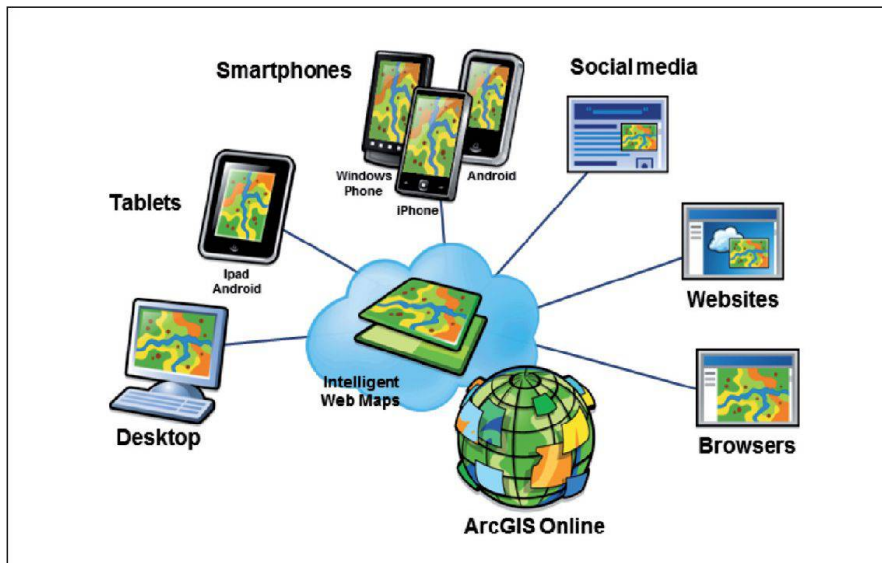 Smartphones
Social media
Windows
Phone
Android
iPhone
Tablets
Ipad
Android
Websites
Intelligent
Web Maps
Desktop
Browsers
ArcGIS Online